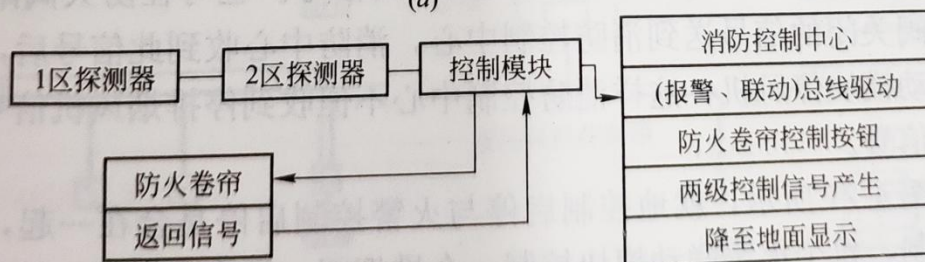 (a)
1区探测器
2区探测器
控制模块
防火卷帘
返回信号
消防控制中心
(报警、联动)总线驱动
防火卷帘控制按钮
两级控制信号产生
降至地面显示